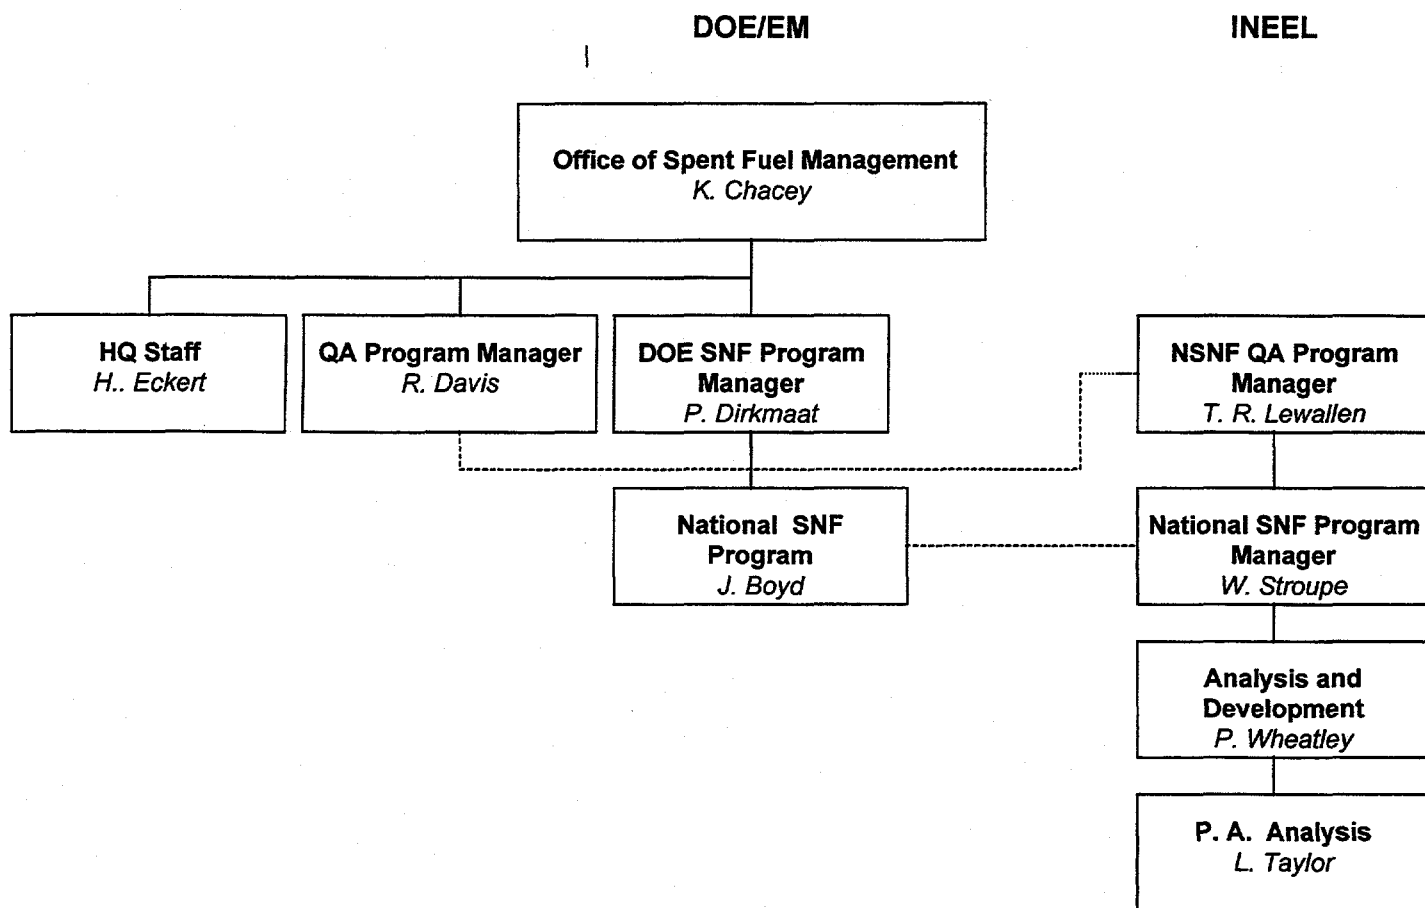 DOE/EM
INEEL
Office of Spent Fuel Management
K. Chacey
HQ Staff
H.. Eckert
QA Program Manager
R. Davis
DOE SNF Program
Manager
P. Dirkmaat
NSNF QA Program
Manager
T. R. Lewallen
National SNF
Program
J. Boyd
National SNF Program
Manager
W. Stroupe
Analysis and
Development
P. Wheatley
P. A. Analysis
L. Taylor